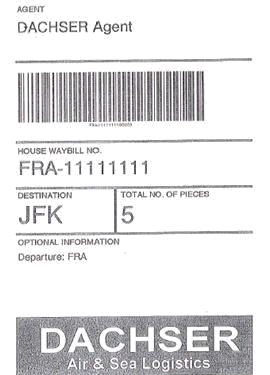 AGENT
DACHSER Agent
HOUSE WAYBILL NO.
FRA-11111111
DESTINATION
JFK
TOTAL NO. OF PIECES
5
OPTIONAL INFORMATION
Departure: FRA
DACHSER
Air & Sea Logistics